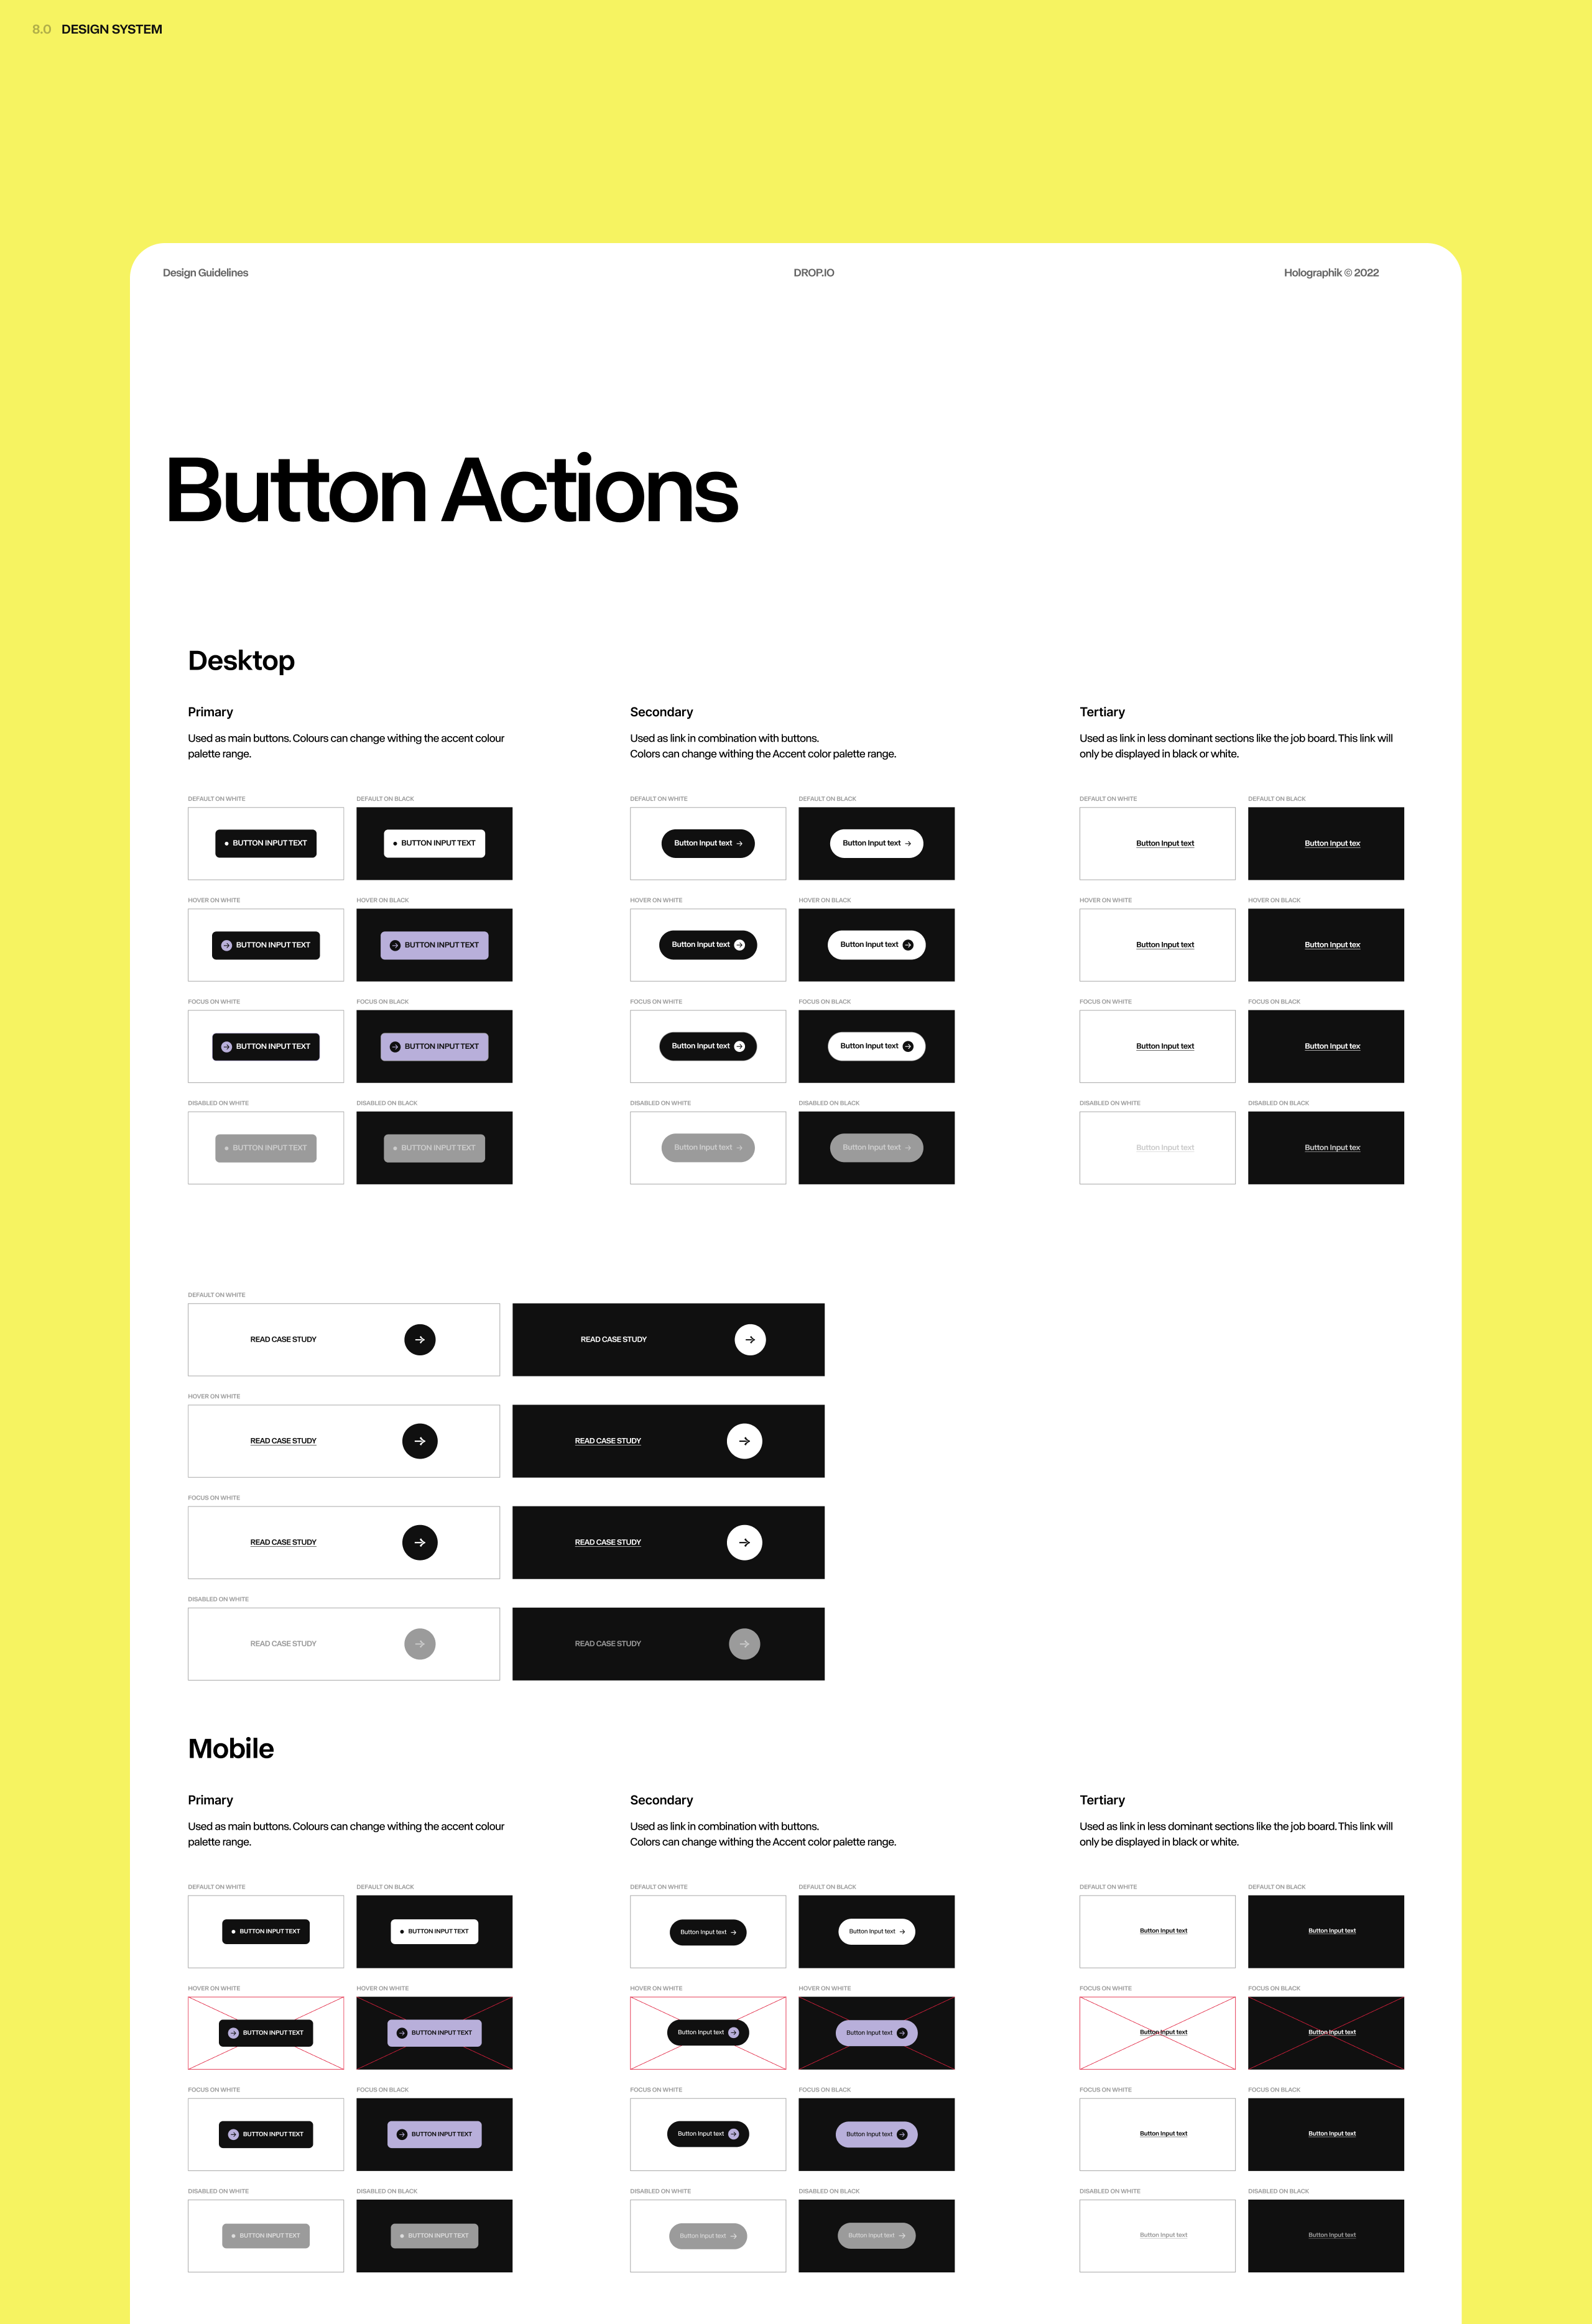 8.0 DESIGN SYSTEM
Design Guidelines
DROP.IO
Holographik © 2022
Button Actions
Desktop
Primary
Used as main buttons. Colours can change withing the accent colour
palette range.
Secondary
Used as link in combination with buttons.
Colors can change withing the Accent color palette range.
Tertiary
Used as link in less dominant sections like the job board. This link will
only be displayed in black or white.
DEFAULT ON WHITE
DEFAULT ON BLACK
DEFAULT ON WHITE
DEFAULT ON BLACK
DEFAULT ON WHITE
DEFAULT ON BLACK
BUTTON INPUT TEXT
BUTTON INPUT TEXT
Button Input text
Button Input text
Button Input text
Button Input tex
HOVER ON WHITE
HOVER ON BLACK
HOVER ON WHITE
HOVER ON BLACK
HOVER ON WHITE
HOVER ON BLACK
BUTTON INPUT TEXT
BUTTON INPUT TEXT
Button Input text
Button Input text
Button Input text
Button Input tex
FOCUS ON WHITE
FOCUS ON BLACK
FOCUS ON WHITE
FOCUS ON BLACK
FOCUS ON WHITE
FOCUS ON BLACK
BUTTON INPUT TEXT
BUTTON INPUT TEXT
Button Input text
Button Input text
Button Input text
Button Input tex
DISABLED ON WHITE
DISABLED ON BLACK
DISABLED ON WHITE
DISABLED ON BLACK
DISABLED ON WHITE
DISABLED ON BLACK
BUTTON INPUT TEXT
BUTTON INPUT TEXT
Button Input text
Button Input text
Button Input text
Button Input tex
DEFAULT ON WHITE
READ CASE STUDY
READ CASE STUDY
HOVER ON WHITE
READ CASE STUDY
READ CASE STUDY
FOCUS ON WHITE
READ CASE STUDY
READ CASE STUDY
DISABLED ON WHITE
READ CASE STUDY
READ CASE STUDY
Mobile
Primary
Used as main buttons. Colours can change withing the accent colour
palette range.
Secondary
Used as link in combination with buttons.
Colors can change withing the Accent color palette range.
Tertiary
Used as link in less dominant sections like the job board. This link will
only be displayed in black or white.
DEFAULT ON WHITE
DEFAULT ON BLACK
DEFAULT ON WHITE
DEFAULT ON BLACK
DEFAULT ON WHITE
DEFAULT ON BLACK
BUTTON INPUT TEXT
BUTTON INPUT TEXT
Button Input text
Button Input text
Button Input text
Button Input text
HOVER ON WHITE
HOVER ON WHITE
HOVER ON WHITE
HOVER ON WHITE
FOCUS ON WHITE
FOCUS ON BLACK
BUTTON INPUT TEXT
BUTTON INPUT TEXT
Button Input text
Button Input text
Button Input text
Button Input text
FOCUS ON WHITE
FOCUS ON BLACK
FOCUS ON WHITE
FOCUS ON BLACK
FOCUS ON WHITE
FOCUS ON BLACK
BUTTON INPUT TEXT
BUTTON INPUT TEXT
Button Input text
Button Input text
Button Input text
Button Input text
DISABLED ON WHITE
DISABLED ON BLACK
DISABLED ON WHITE
DISABLED ON BLACK
DISABLED ON WHITE
DISABLED ON BLACK
BUTTON INPUT TEXT
BUTTON INPUT TEXT
Button Input text
Button Input text
Button Input text
Button Input text